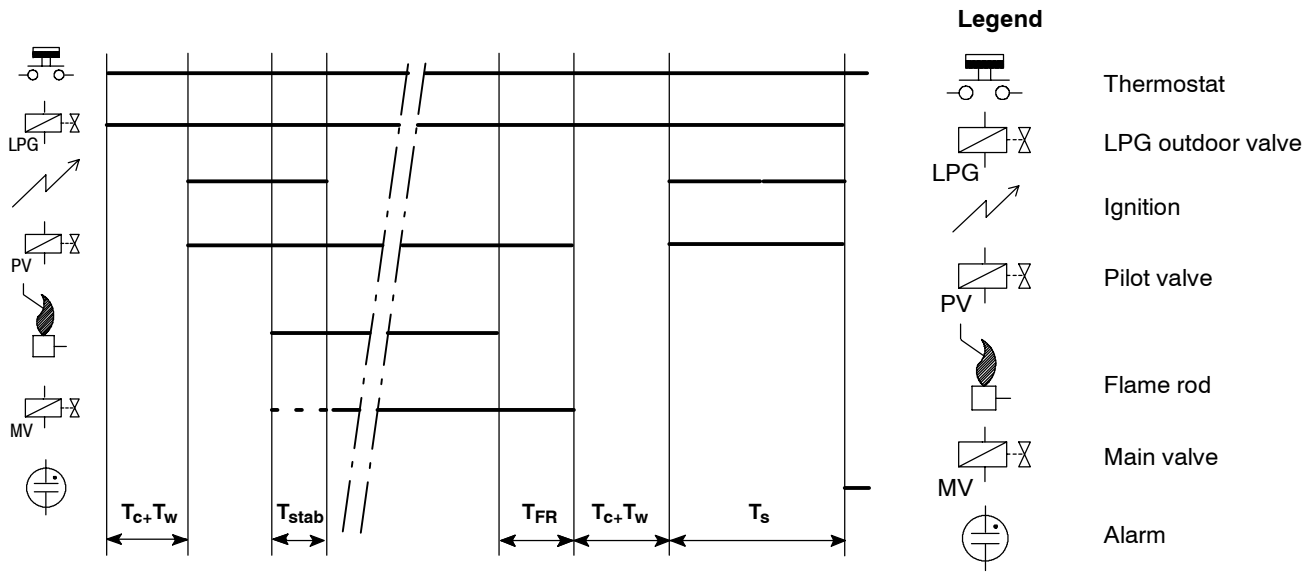 Legend
Thermostat
LPG
LPG outdoor valve
LPG
Ignition
PV
Pilot valve
PV
Flame rod
MV
Main valve
MV
Tc+Tw
Tstab
TFR
Tc+Tw
Ts
Alarm